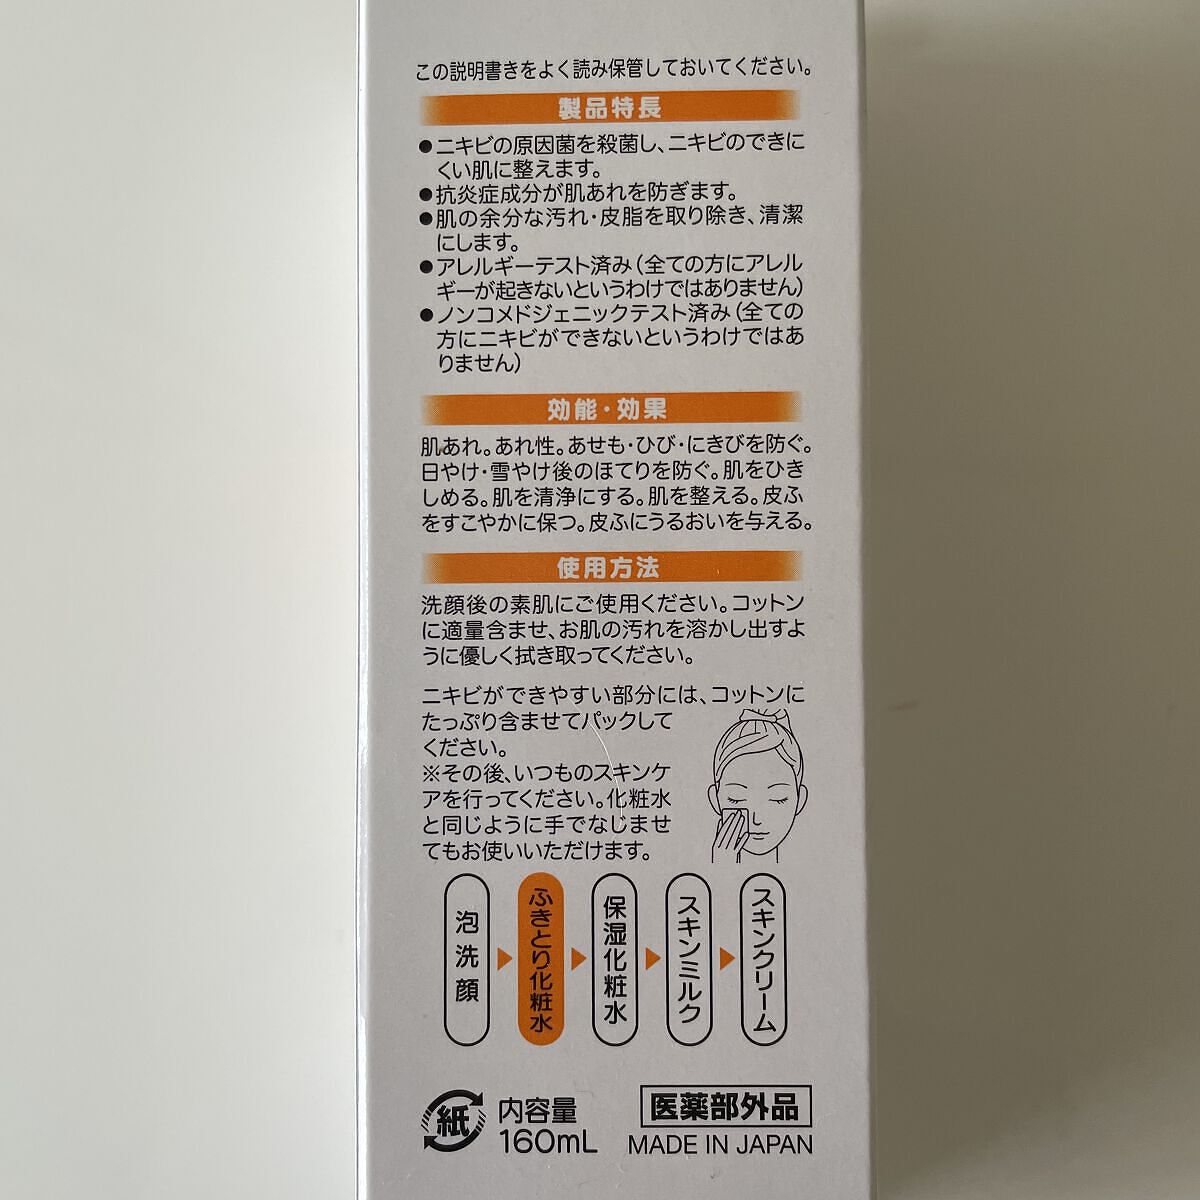 この説明書きをよく読み保管しておいてください。
製品特長
●ニキビの原因菌を殺菌し、ニキビのできに
くい肌に整えます。
●抗炎症成分が肌あれを防ぎます。
●肌の余分な汚れ・皮脂を取り除き、清潔
にします。
●アレルギーテスト済み(全ての方にアレル
ギーが起きないというわけではありません)
●ノンコメドジェニックテスト済み(全ての
方にニキビができないというわけではあ
りません)
効能・効果
肌あれ。あれ性。あせも・ひび・にきびを防ぐ。
日やけ・雪やけ後のほてりを防ぐ。肌をひき
しめる。肌を清浄にする。肌を整える。皮ふ
をすこやかに保つ。皮ふにうるおいを与える。
使用方法
洗顔後の素肌にご使用ください。コットン
に適量含ませ、お肌の汚れを溶かし出すよ
うに優しく拭き取ってください。
ニキビができやすい部分には、コットンに
たっぷり含ませてパックして
ください。
※その後、いつものスキンケ
アを行ってください。化粧水
と同じように手でなじませ
てもお使いいただけます。
泡洗顔
ふきとり化粧水
保湿化粧水
スキンミルク
スキンクリーム
紙
内容量
160mL
医薬部外品
MADE IN JAPAN